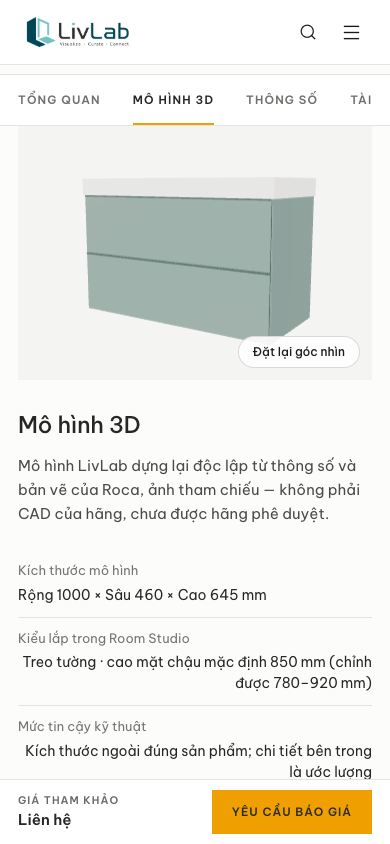 LivLab
Visualize · Curate · Connect
TỔNG QUAN MÔ HÌNH 3D THÔNG SỐ TÀI
Đặt lại góc nhìn
Mô hình 3D
Mô hình LivLab dựng lại độc lập từ thông số và
bản vẽ của Roca, ảnh tham chiếu — không phải
CAD của hãng, chưa được hãng phê duyệt.
Kích thước mô hình
Rộng 1000 × Sâu 460 × Cao 645 mm
Kiểu lắp trong Room Studio
Treo tường · cao mặt chậu mặc định 850 mm (chỉnh
được 780–920 mm)
Mức tin cậy kỹ thuật
Kích thước ngoài đúng sản phẩm; chi tiết bên trong
là ước lượng
GIÁ THAM KHẢO
Liên hệ
YÊU CẦU BÁO GIÁ